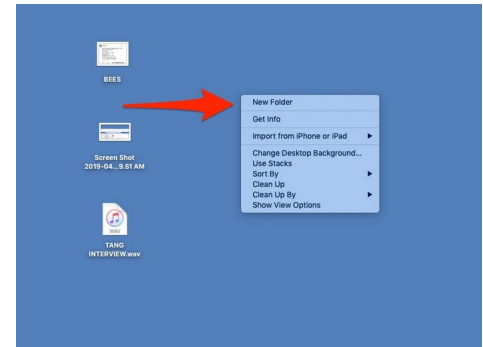 BEES
Screen Shot
2019-04...9.51 AM
TANG
INTERVIEW.wav
New Folder
Get Info
Import from iPhone or iPad
Change Desktop Background...
Use Stacks
Sort By
Clean Up
Clean Up By
Show View Options